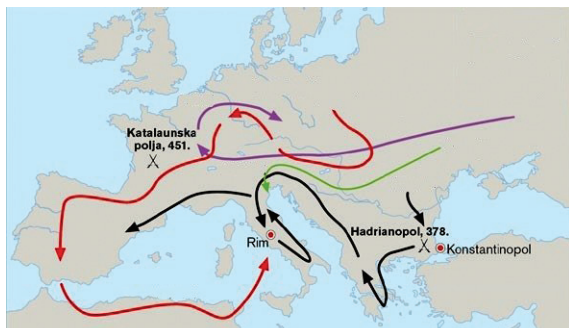 Katalaunska
polja, 451.
Rim
Hadrianopol, 378.
Konstantinopol